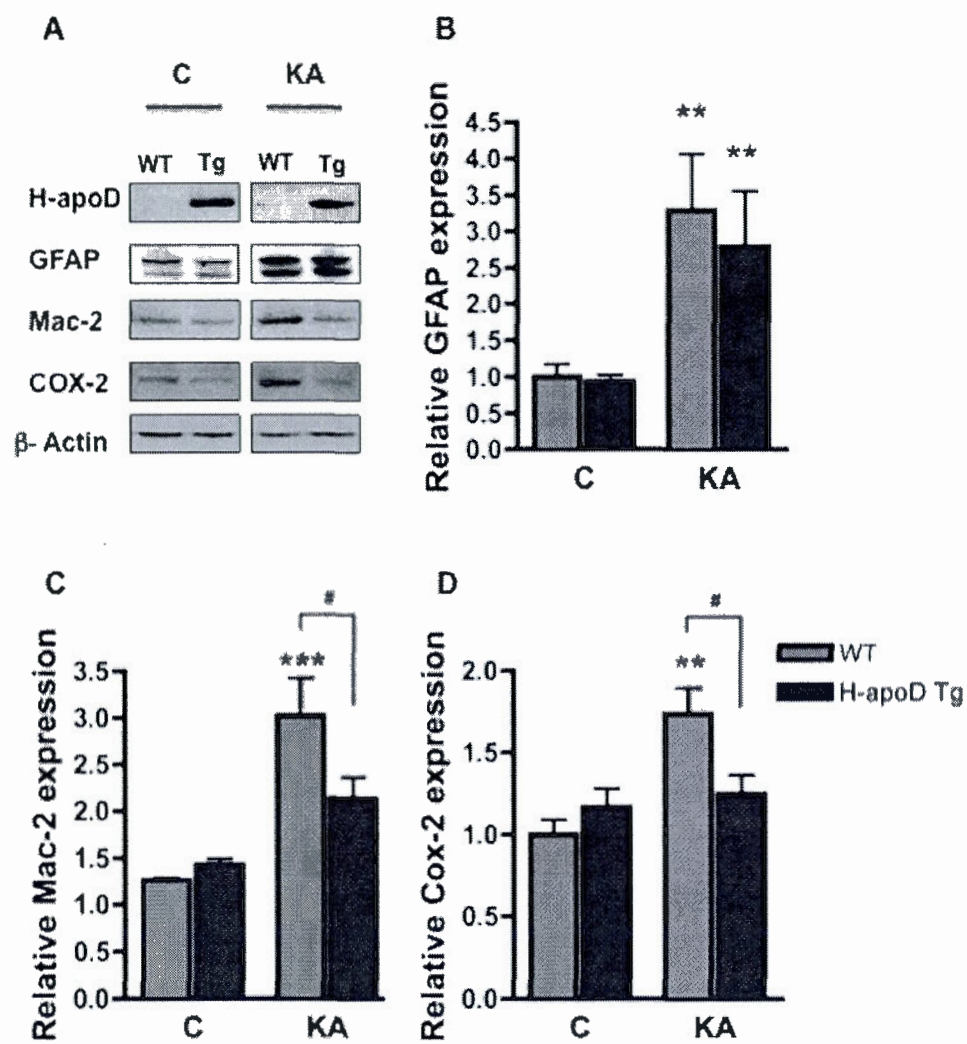 A
C KA
WT Tg WT Tg
H-apoD
GFAP
Mac-2
COX-2
β- Actin
B
Relative GFAP expression
4.5
4.0
3.5
3.0
2.5
2.0
1.5
1.0
0.5
0.0
** **
C KA
C
Relative Mac-2 expression
3.5
3.0
2.5
2.0
1.5
1.0
0.5
0.0
#
***
C KA
D
Relative Cox-2 expression
2.0
1.5
1.0
0.5
0.0
#
**
C KA
WT
H-apoD Tg